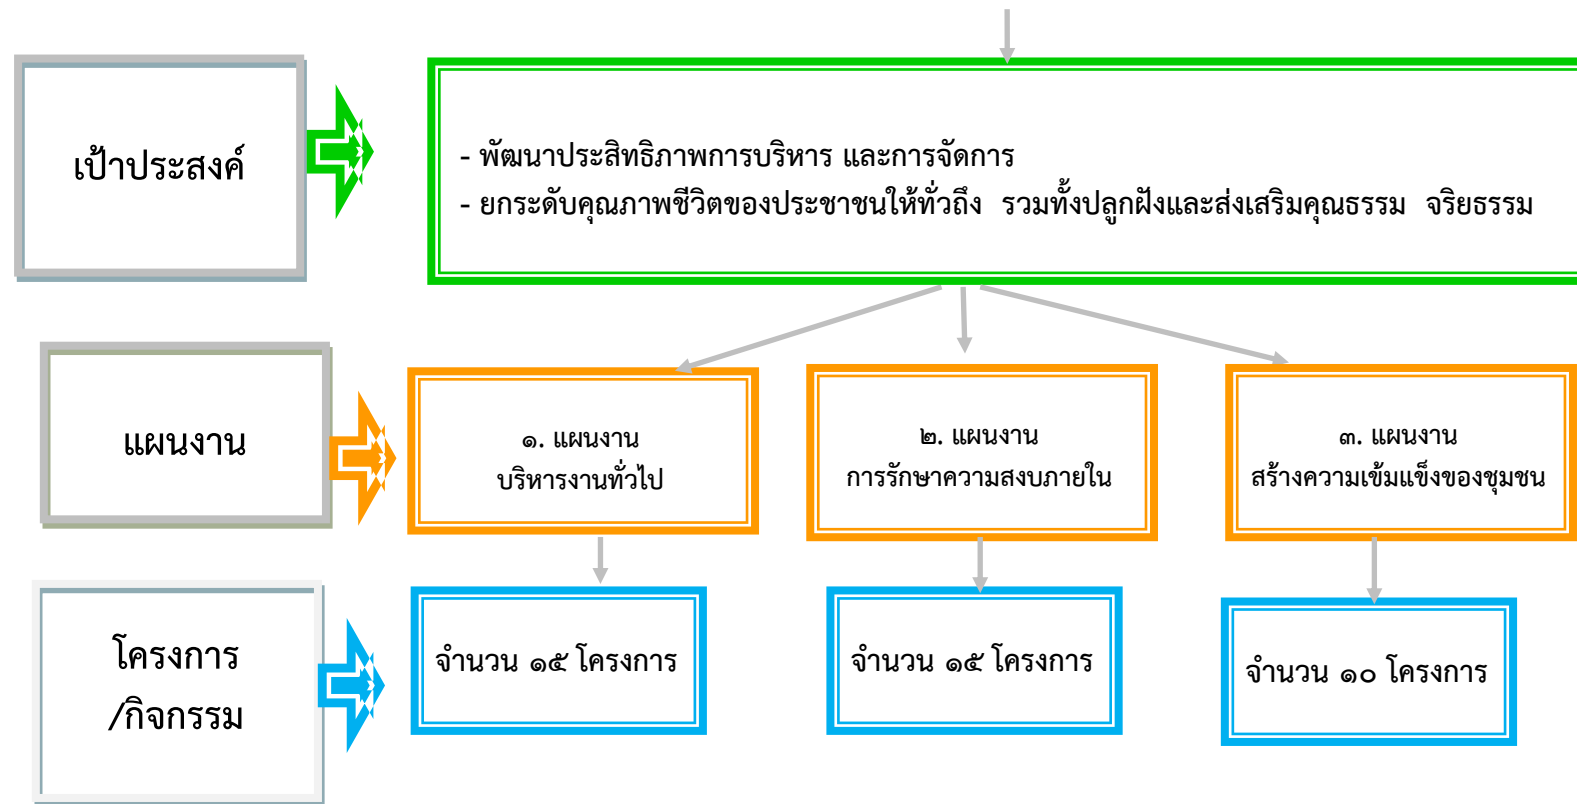 เป้าประสงค์
- พัฒนาประสิทธิภาพการบริหาร และการจัดการ
- ยกระดับคุณภาพชีวิตของประชาชนให้ทั่วถึง รวมทั้งปลูกฝังและส่งเสริมคุณธรรม จริยธรรม
แผนงาน
๑. แผนงาน
บริหารงานทั่วไป
๒. แผนงาน
การรักษาความสงบภายใน
๓. แผนงาน
สร้างความเข้มแข็งของชุมชน
โครงการ
/กิจกรรม
จำนวน ๑๕ โครงการ
จำนวน ๑๕ โครงการ
จำนวน ๑๐ โครงการ